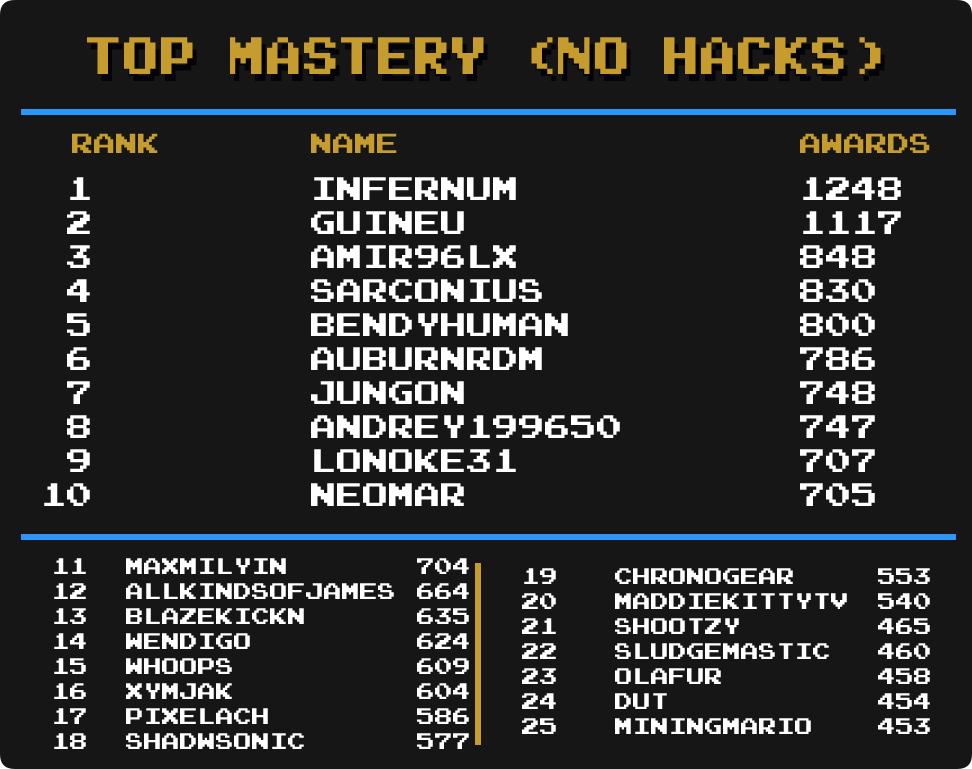 TOP MASTERY (NO HACKS)
RANK NAME AWARDS
1 INFERNUM 1248
2 GUINEU 1117
3 AMIR96LX 848
4 SARCONIUS 830
5 BENDYHUMAN 800
6 AUBURNRDM 786
7 JUNGON 748
8 ANDREY199650 747
9 LONOKE31 707
10 NEOMAR 705
11 MAXMILYIN 704
12 ALLKINDSOFJAMES 664
13 BLAZEKICKN 635
14 WENDIGO 624
15 WHOOPS 609
16 XYMJAK 604
17 PIXELACH 586
18 SHADWSONIC 577
19 CHRONOGEAR 553
20 MADDIEKITTYTV 540
21 SHOOTZY 465
22 SLUDGEMASTIC 460
23 OLAFUR 458
24 DUT 454
25 MININGMARIO 453